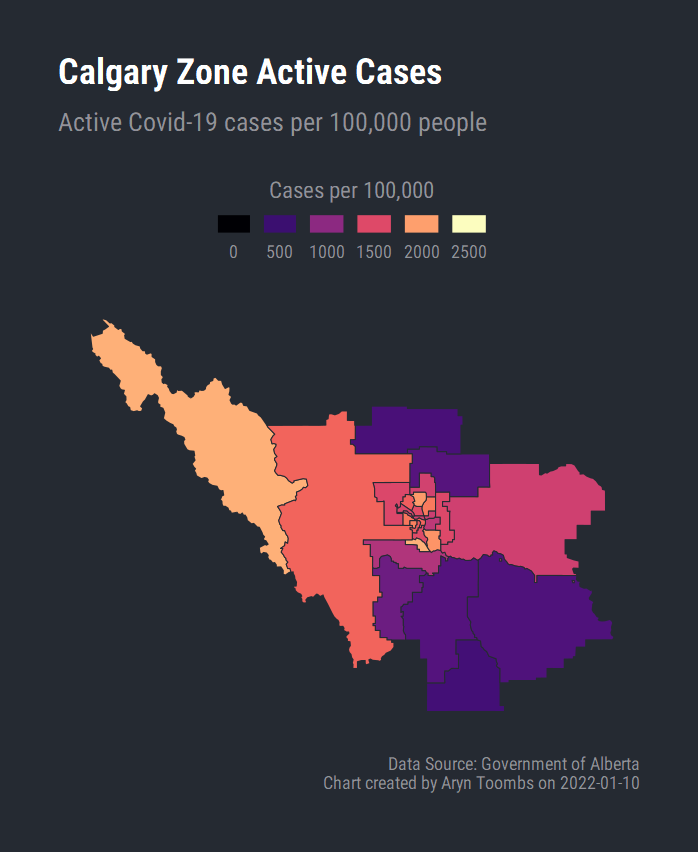 Calgary Zone Active Cases
Active Covid-19 cases per 100,000 people
Cases per 100,000
0 500 1000 1500 2000 2500
Data Source: Government of Alberta
Chart created by Aryn Toombs on 2022-01-10